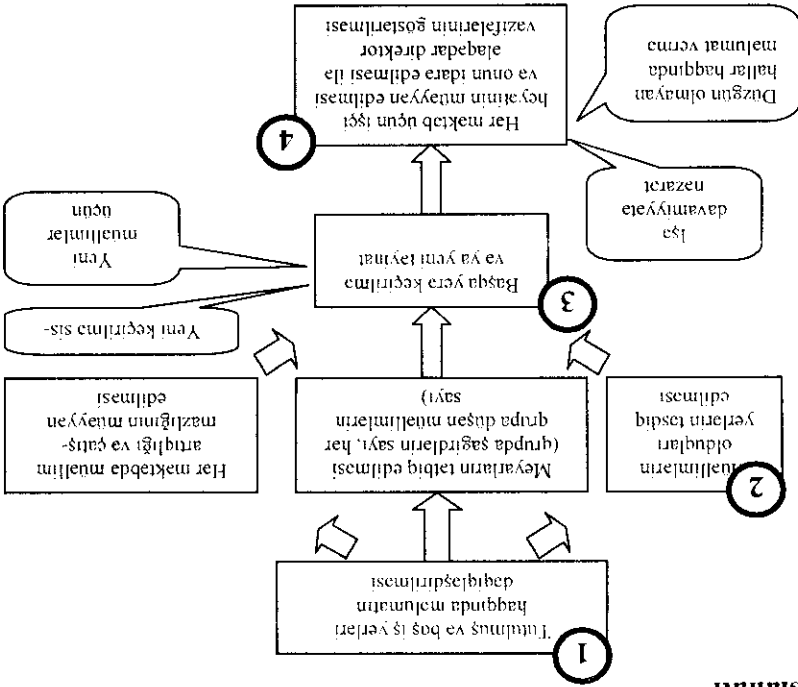 1
Tutulmuş və boş iş yerləri
haqqında məlumatın
dəqiqləşdirilməsi
2
Müəllimlərin
olduqları
yerlərin təsdiq
edilməsi
Meyarların tətbiq edilməsi
(qrupda şagirdlərin sayı, hər
qrupa düşən müəllimlərin
sayı)
Hər məktəbdə müəllim
artıqlığı və çatış-
mazlığının müəyyən
edilməsi
3
Başqa yerə keçirilmə
və ya yeni təyinat
Yeni keçirilmə sis-
Yeni
müəllimlər
üçün
İşə
davamiyyətə
nəzarət
4
Hər məktəb üçün işçi
heyətinin müəyyən edilməsi
və onun idarə edilməsi ilə
əlaqədar direktor
vəzifələrinin göstərilməsi
Düzgün olmayan
hallar haqqında
məlumat vermə